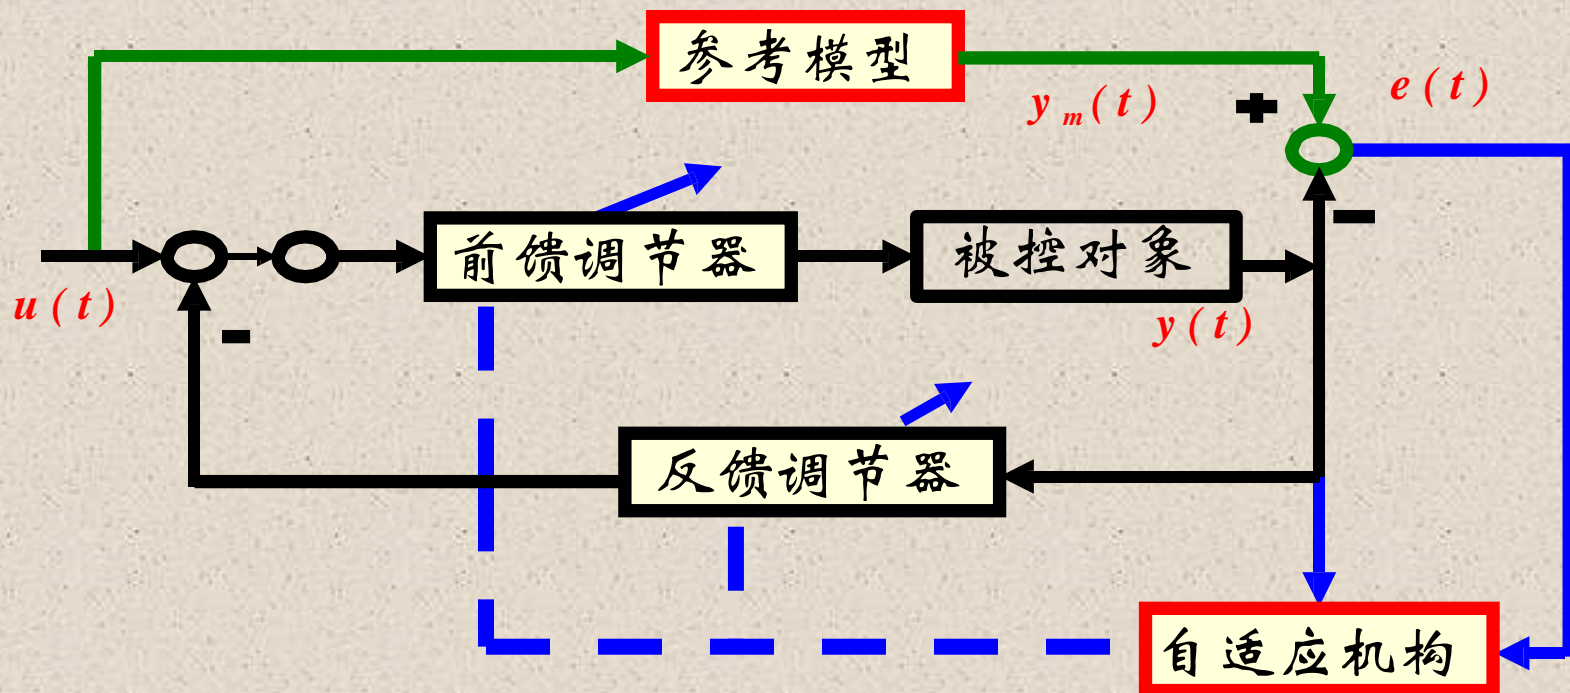 参考模型
y m ( t )
+
e ( t )
前馈调节器
被控对象
-
u ( t )
-
y ( t )
反馈调节器
自适应机构